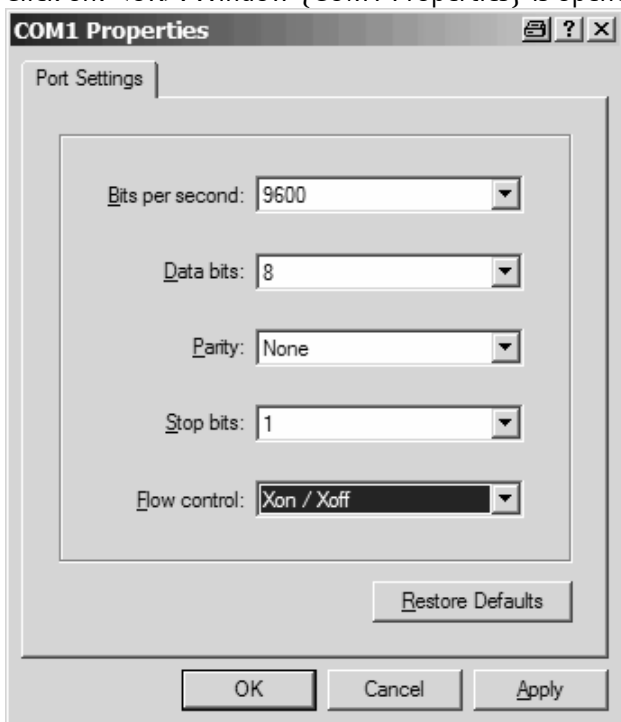 COM1 Properties
Port Settings
Bits per second: 9600
Data bits: 8
Parity: None
Stop bits: 1
Flow control: Xon / Xoff
Restore Defaults
OK Cancel Apply